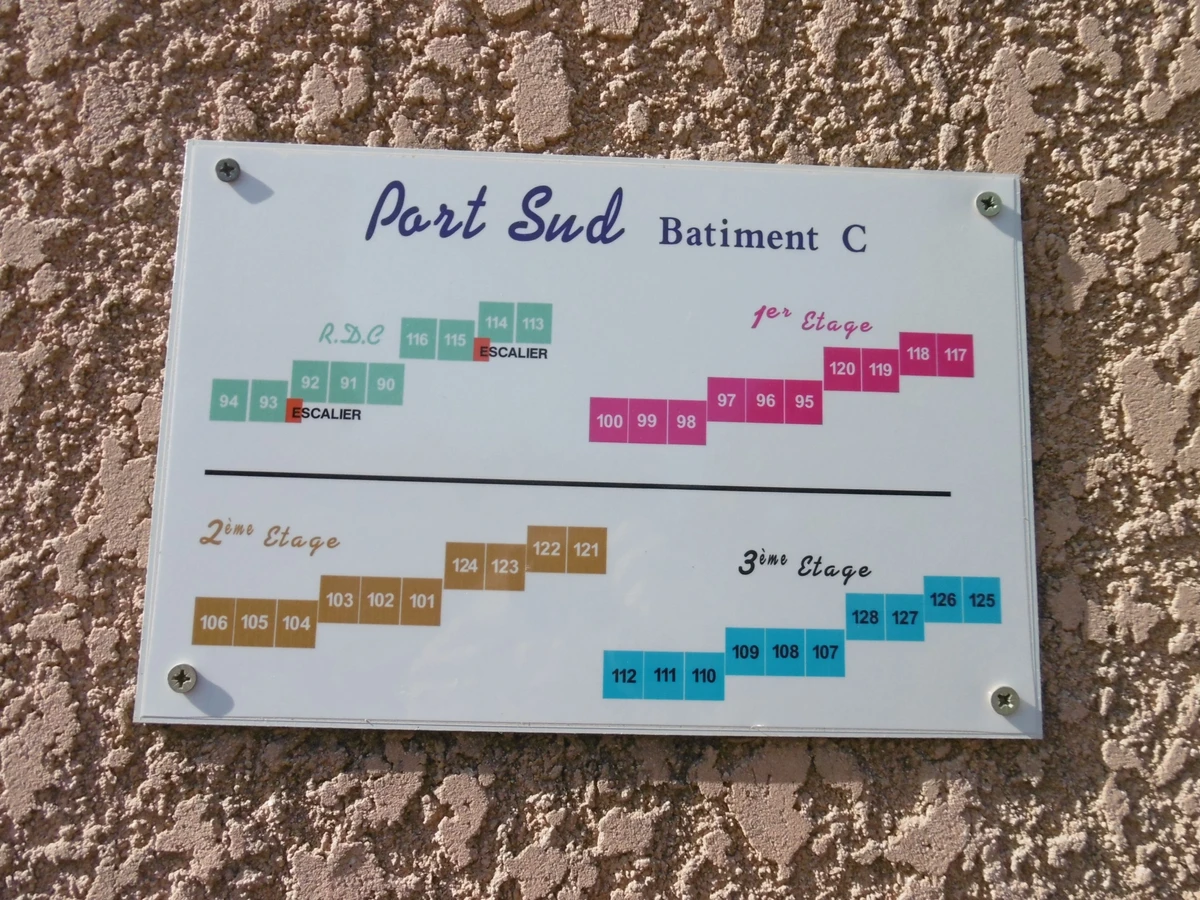 Port Sud Batiment C
R.D.C
114 113
116 115
ESCALIER
92 91 90
94 93
ESCALIER
1er Etage
118 117
120 119
97 96 95
100 99 98
2ème Etage
122 121
124 123
103 102 101
106 105 104
3ème Etage
126 125
128 127
109 108 107
112 111 110